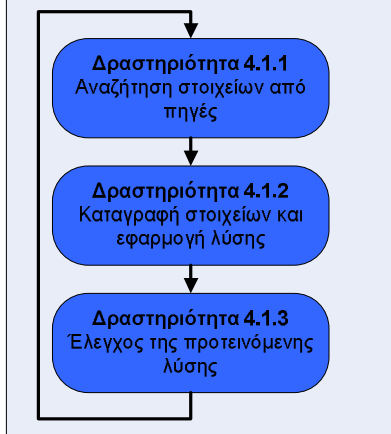 Δραστηριότητα 4.1.1
Αναζήτηση στοιχείων από
πηγές
Δραστηριότητα 4.1.2
Καταγραφή στοιχείων και
εφαρμογή λύσης
Δραστηριότητα 4.1.3
Έλεγχος της προτεινόμενης
λύσης